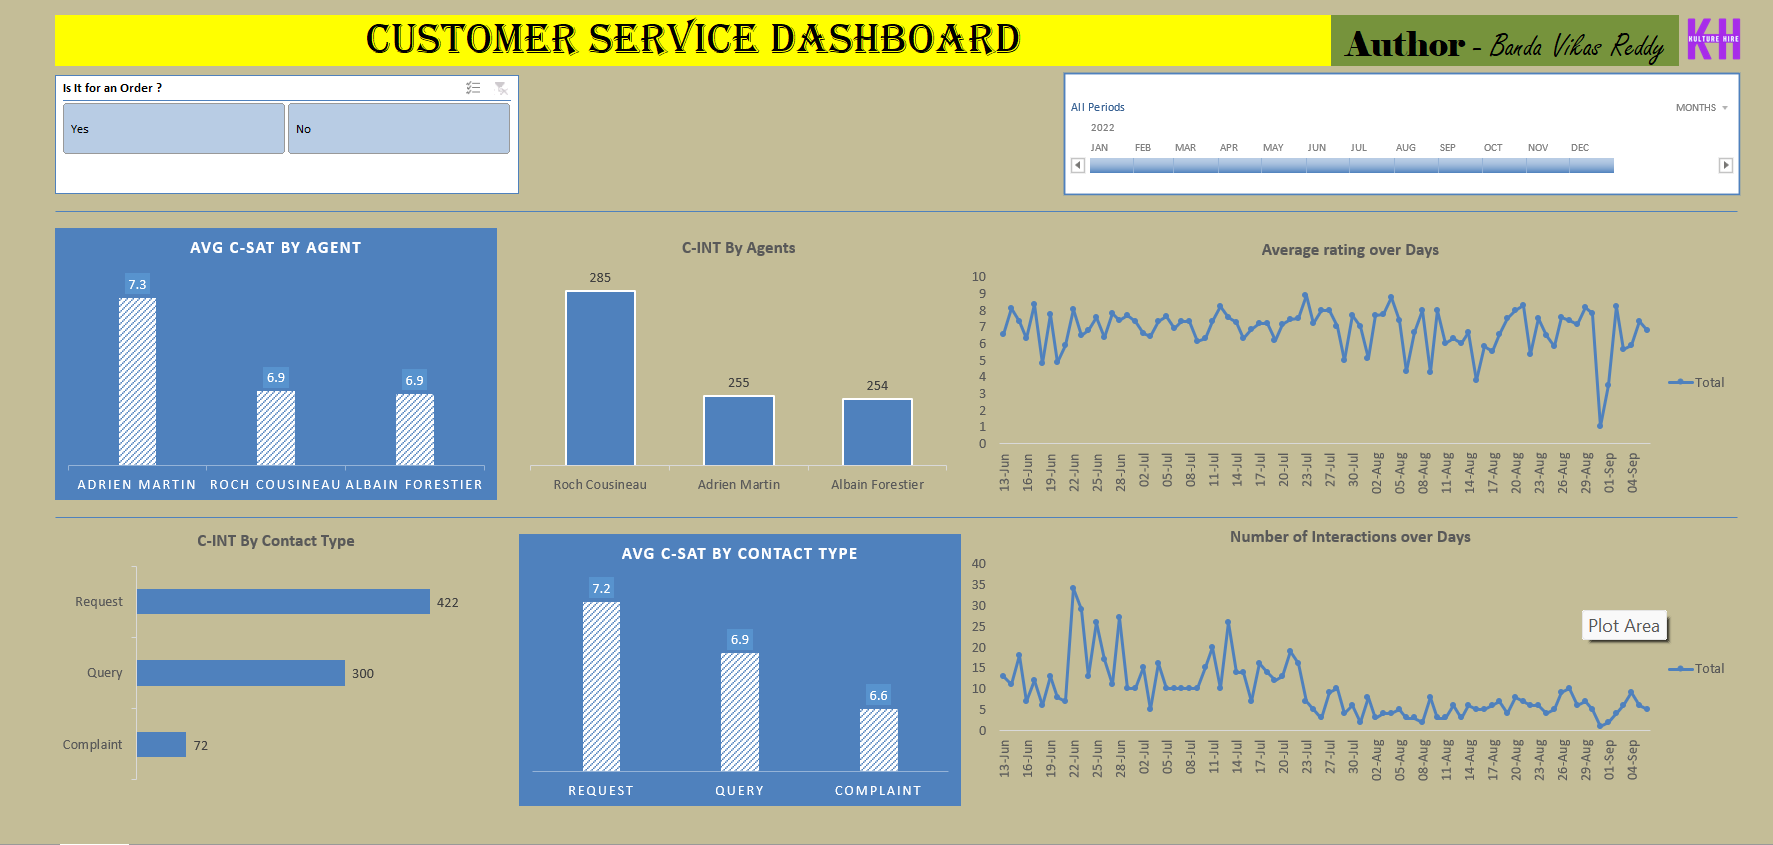 CUSTOMER SERVICE DASHBOARD
Author - Banda Vikas Reddy
KH
KULTURE HIRE
Is It for an Order ?
Yes
No
All Periods
MONTHS
2022
JAN FEB MAR APR MAY JUN JUL AUG SEP OCT NOV DEC
AVG C-SAT BY AGENT
7.3
6.9
6.9
ADRIEN MARTIN ROCH COUSINEAU ALBAIN FORESTIER
C-INT By Agents
285
255
254
Roch Cousineau Adrien Martin Albain Forestier
Average rating over Days
10
9
8
7
6
5
4
3
2
1
0
13-Jun 16-Jun 19-Jun 22-Jun 25-Jun 28-Jun 02-Jul 05-Jul 08-Jul 11-Jul 14-Jul 17-Jul 20-Jul 23-Jul 27-Jul 30-Jul 02-Aug 05-Aug 08-Aug 11-Aug 14-Aug 17-Aug 20-Aug 23-Aug 26-Aug 29-Aug 01-Sep 04-Sep
Total
C-INT By Contact Type
Request 422
Query 300
Complaint 72
AVG C-SAT BY CONTACT TYPE
7.2
6.9
6.6
REQUEST QUERY COMPLAINT
Number of Interactions over Days
40
35
30
25
20
15
10
5
0
13-Jun 16-Jun 19-Jun 22-Jun 25-Jun 28-Jun 02-Jul 05-Jul 08-Jul 11-Jul 14-Jul 17-Jul 20-Jul 23-Jul 27-Jul 30-Jul 02-Aug 05-Aug 08-Aug 11-Aug 14-Aug 17-Aug 20-Aug 23-Aug 26-Aug 29-Aug 01-Sep 04-Sep
Plot Area
Total